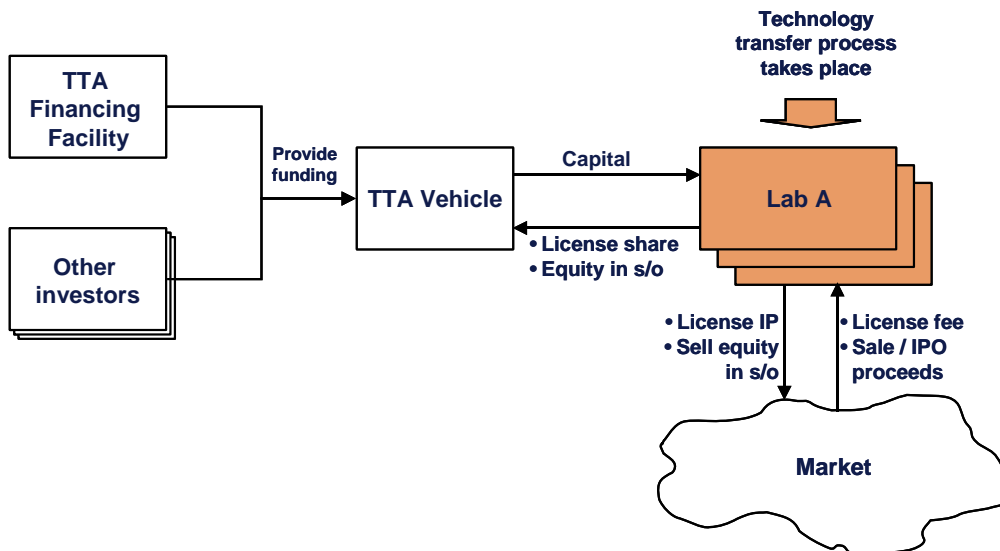 Technology
transfer process
takes place
TTA
Financing
Facility
Provide
funding
TTA Vehicle
Capital
Lab A
• License share
• Equity in s/o
Other
investors
• License IP
• Sell equity
in s/o
• License fee
• Sale / IPO
proceeds
Market